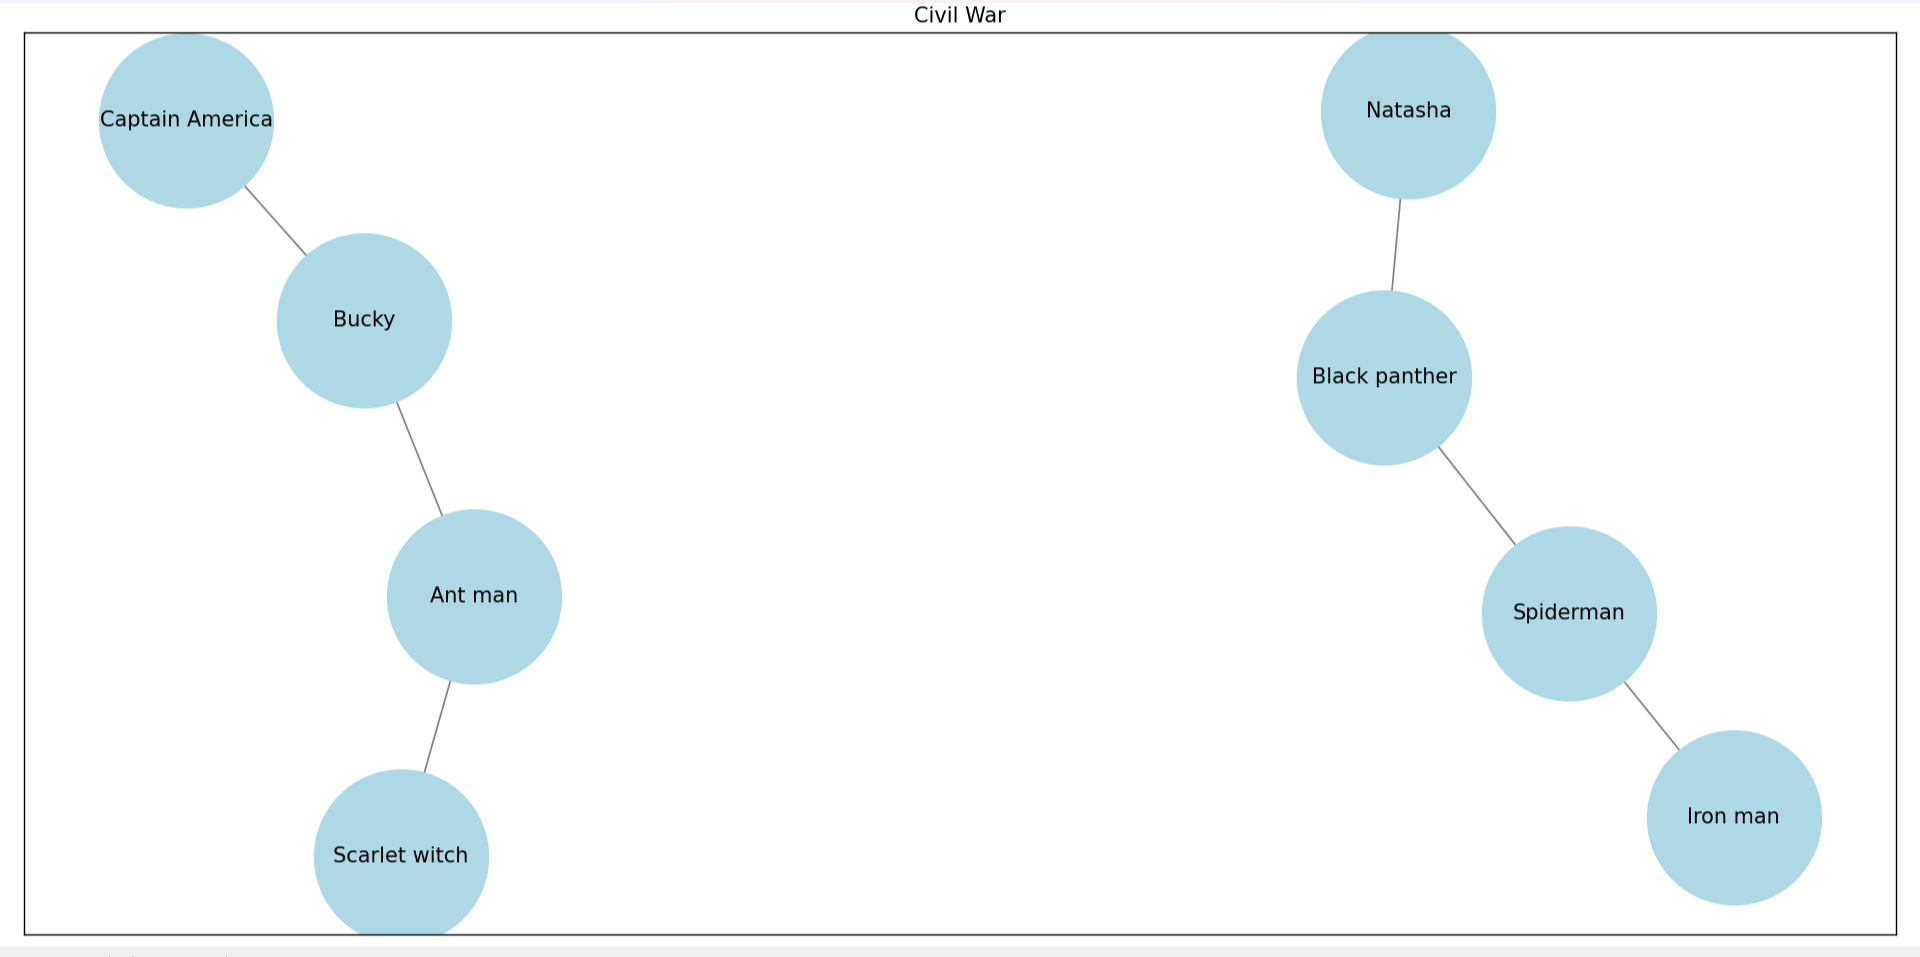 Civil War
Captain America
Natasha
Bucky
Black panther
Ant man
Spiderman
Iron man
Scarlet witch